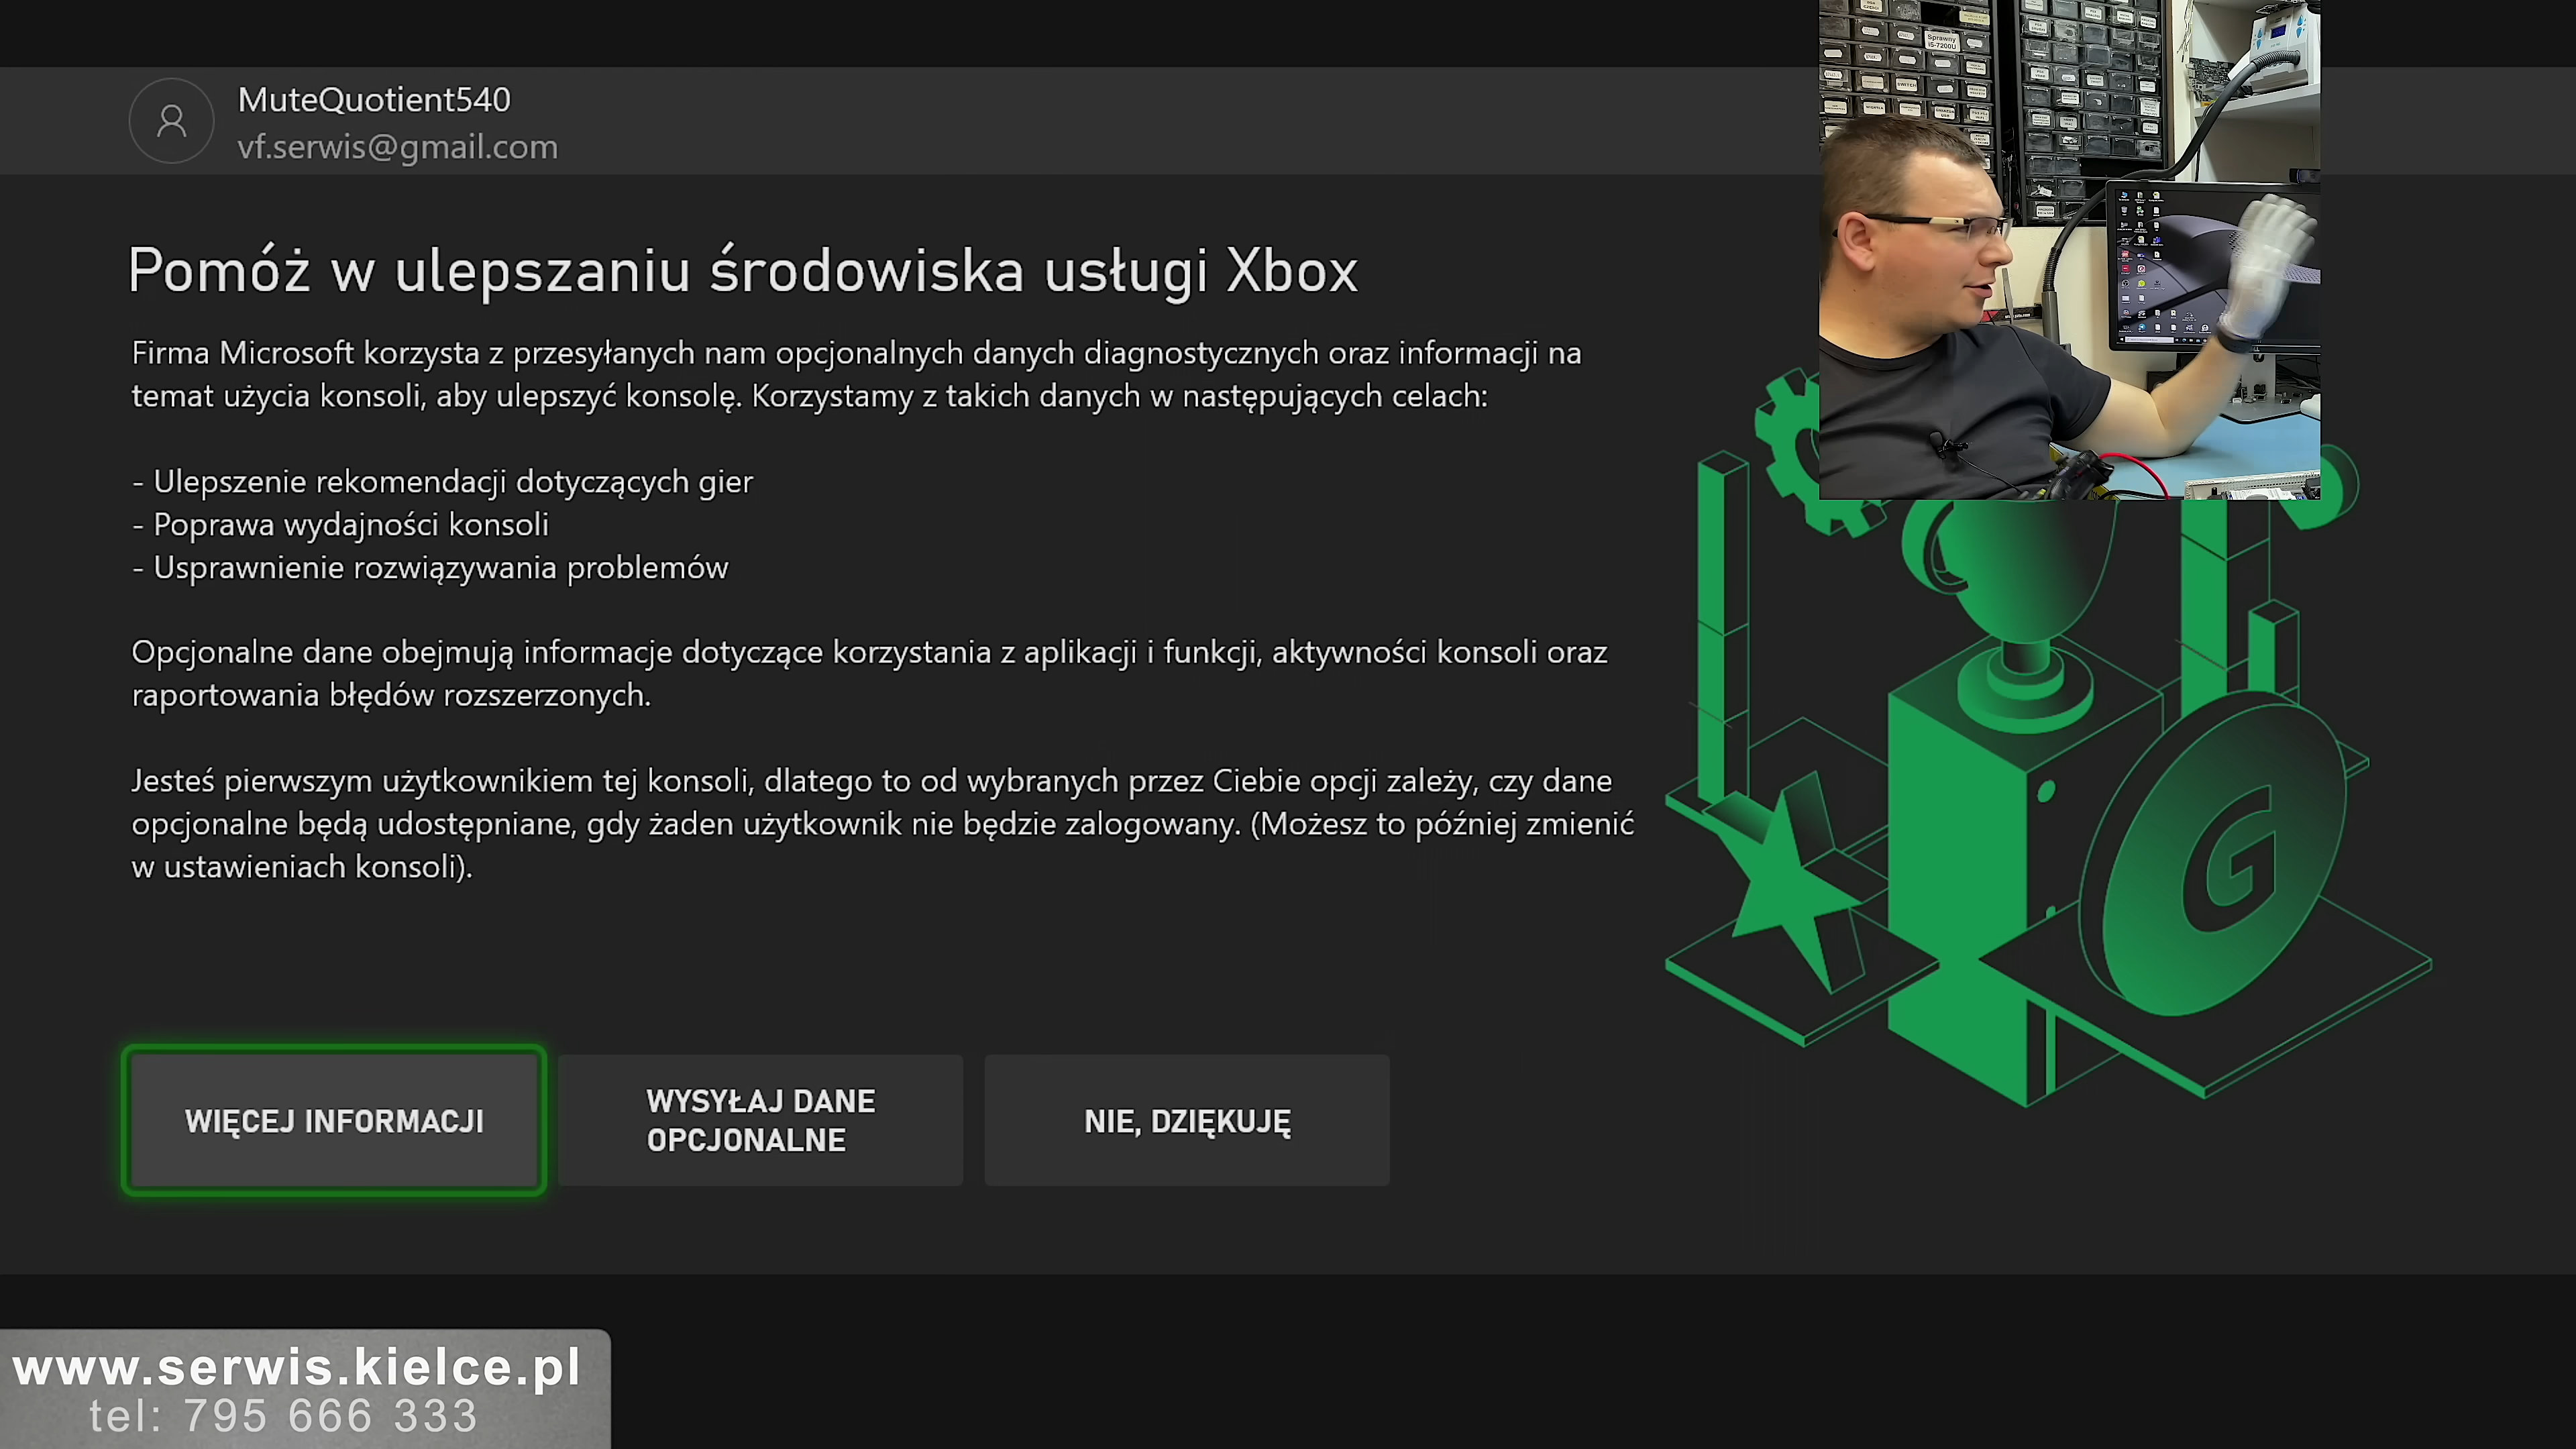 MuteQuotient540
vf.serwis@gmail.com
Pomóż w ulepszaniu środowiska usługi Xbox
Firma Microsoft korzysta z przesyłanych nam opcjonalnych danych diagnostycznych oraz informacji na
temat użycia konsoli, aby ulepszyć konsolę. Korzystamy z takich danych w następujących celach:
- Ulepszenie rekomendacji dotyczących gier
- Poprawa wydajności konsoli
- Usprawnienie rozwiązywania problemów
Opcjonalne dane obejmują informacje dotyczące korzystania z aplikacji i funkcji, aktywności konsoli oraz
raportowania błędów rozszerzonych.
Jesteś pierwszym użytkownikiem tej konsoli, dlatego to od wybranych przez Ciebie opcji zależy, czy dane
opcjonalne będą udostępniane, gdy żaden użytkownik nie będzie zalogowany. (Możesz to później zmienić
w ustawieniach konsoli).
WIĘCEJ INFORMACJI
WYSYŁAJ DANE
OPCJONALNE
NIE, DZIĘKUJĘ
G
Sprawny
i5-7200U
SWITCH
www.serwis.kielce.pl
tel: 795 666 333